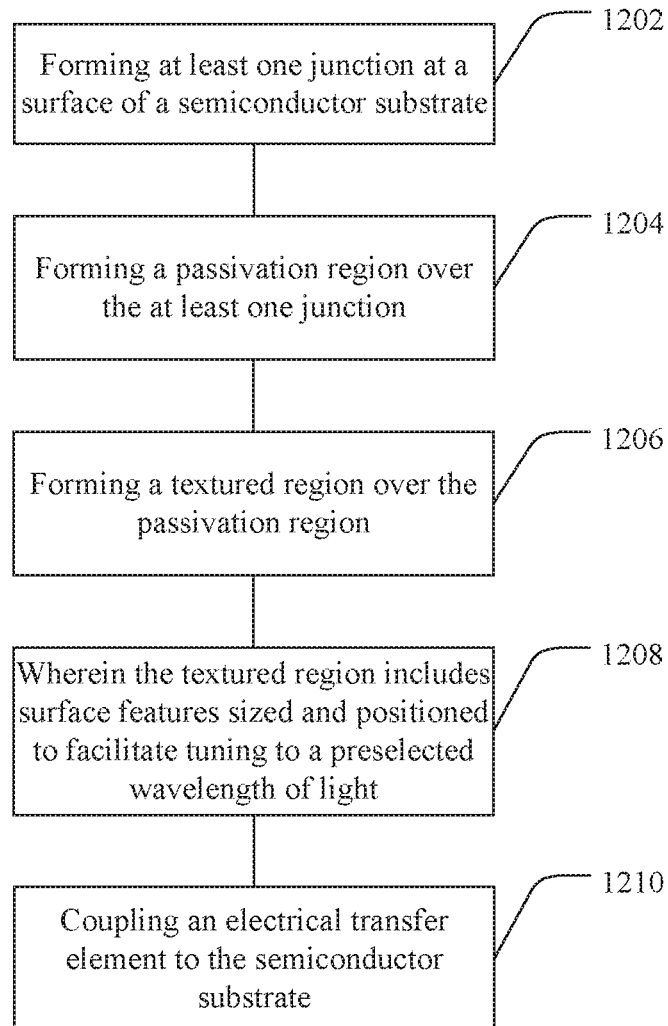 1202
Forming at least one junction at a
surface of a semiconductor substrate
1204
Forming a passivation region over
the at least one junction
1206
Forming a textured region over the
passivation region
1208
Wherein the textured region includes
surface features sized and positioned
to facilitate tuning to a preselected
wavelength of light
1210
Coupling an electrical transfer
element to the semiconductor
substrate